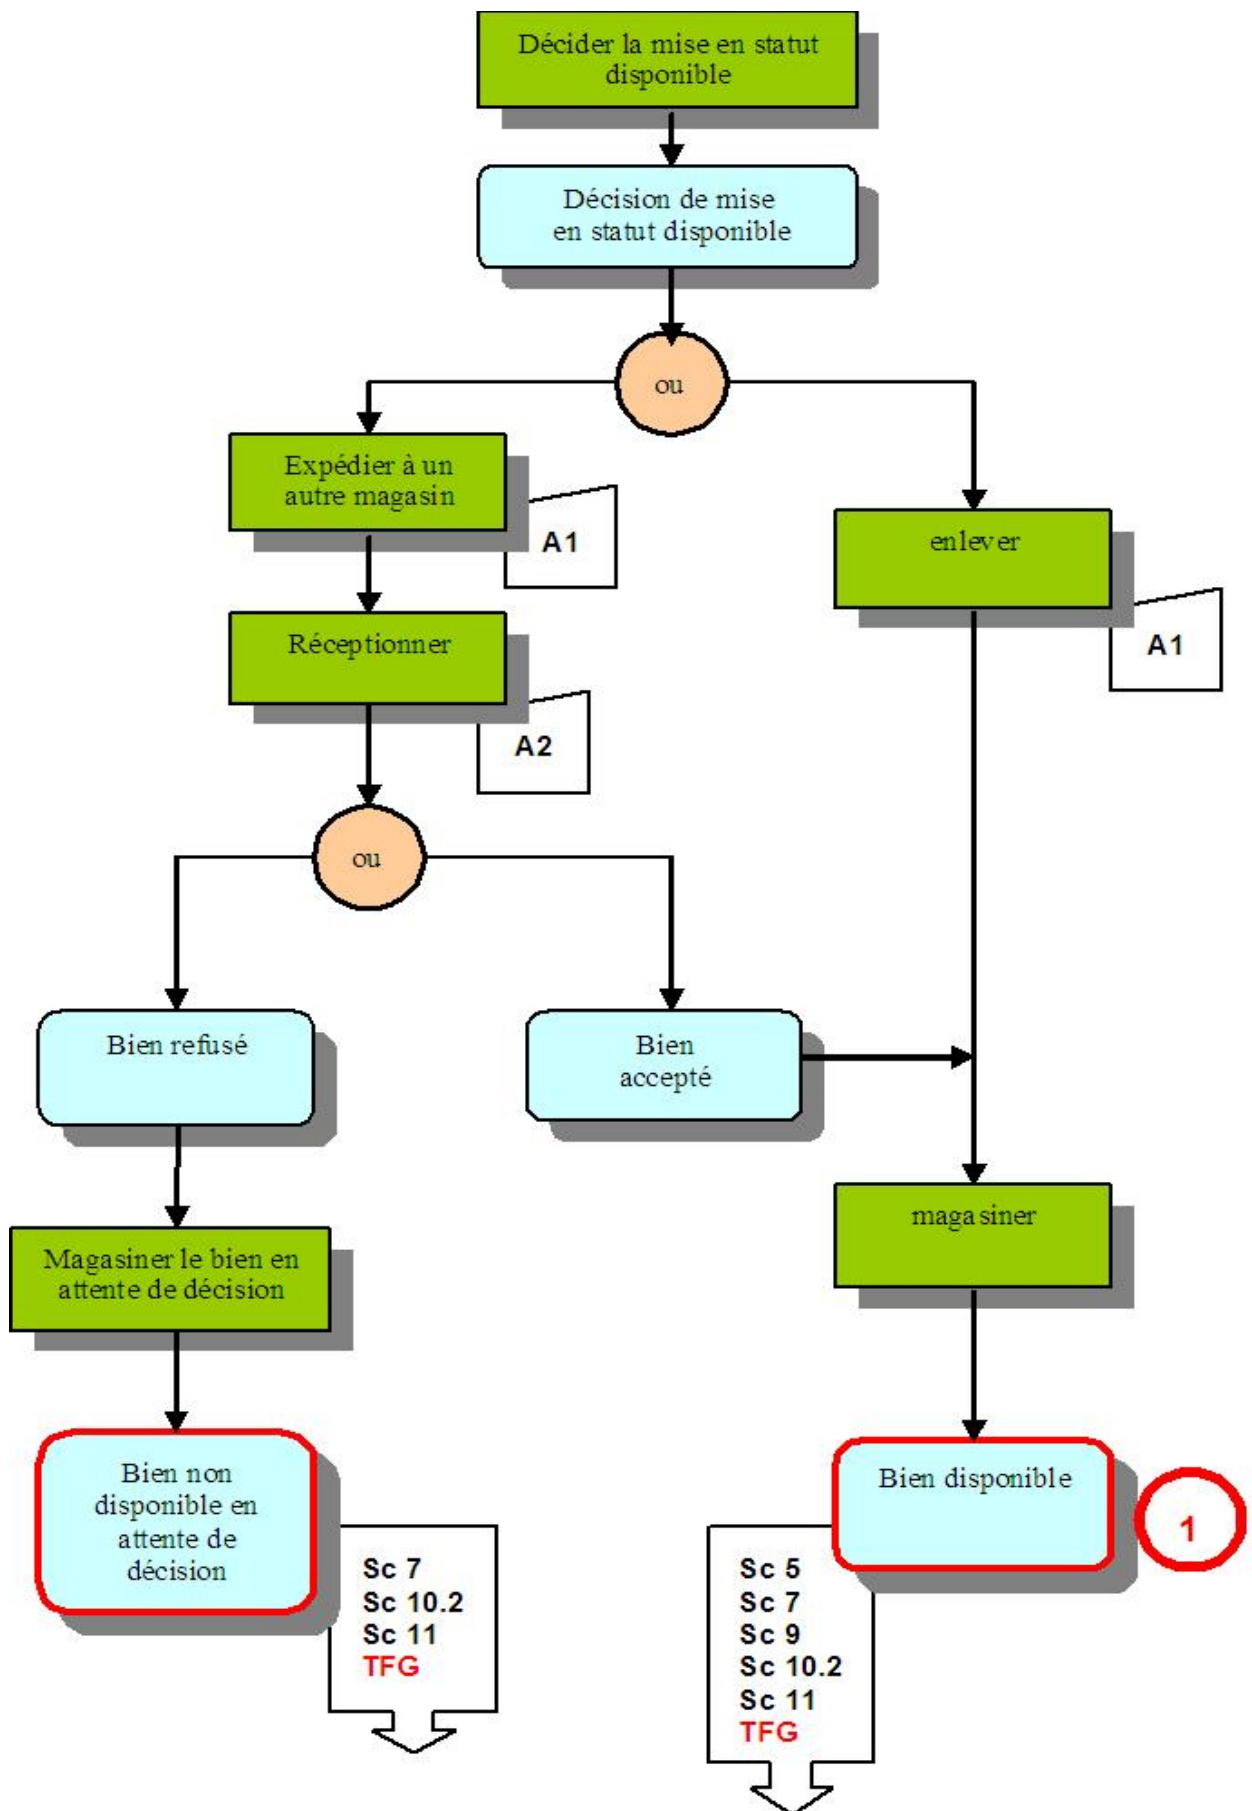 Décider la mise en statut
disponible
Décision de mise
en statut disponible
ou
Expédier à un
autre magasin
A1
enlever
A1
Réceptionner
A2
ou
Bien refusé
Bien
accepté
Magasiner le bien en
attente de décision
magasiner
Bien non
disponible en
attente de
décision
Sc 7
Sc 10.2
Sc 11
TFG
Bien disponible
1
Sc 5
Sc 7
Sc 9
Sc 10.2
Sc 11
TFG